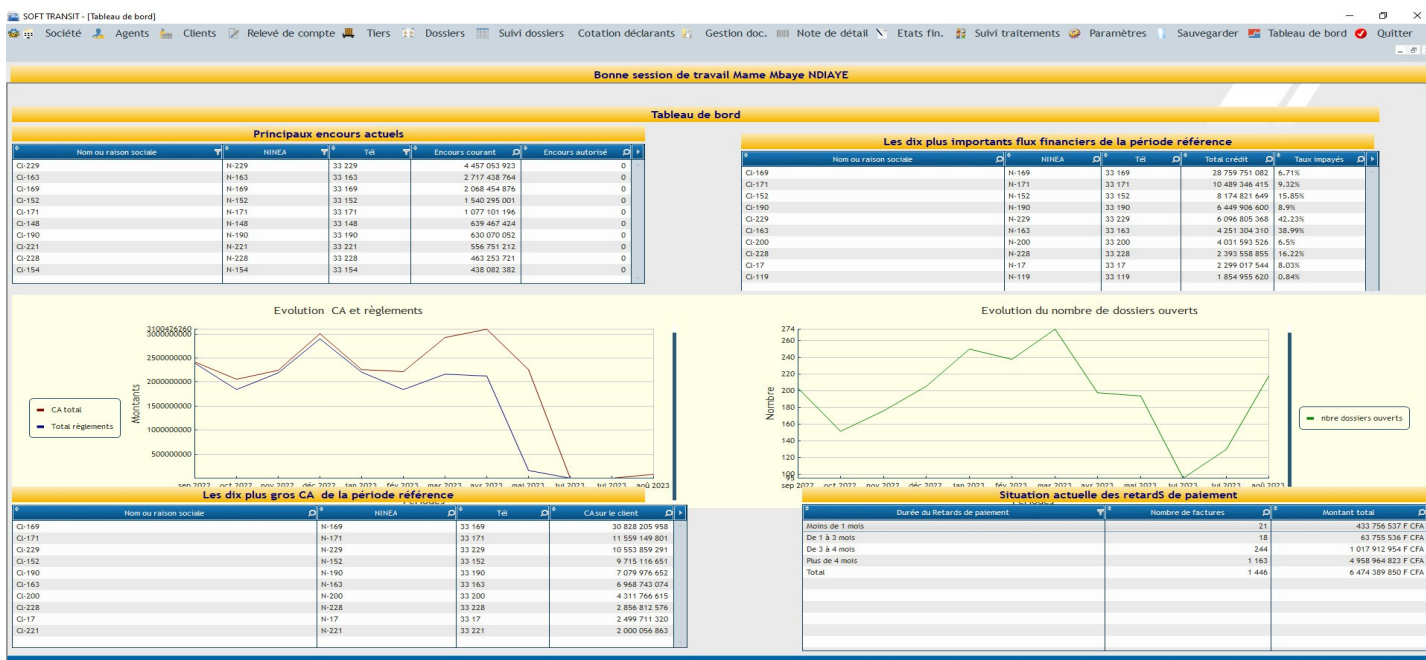 SOFT TRANSIT - [Tableau de bord]
Société Agents Clients Relevé de compte Tiers Dossiers Suivi dossiers Cotation déclarants Gestion doc. Note de détail Etats fin. Suivi traitements Paramètres Sauvegarder Tableau de bord Quitter
Bonne session de travail Mame Mbaye NDIAYE
Tableau de bord
Principaux encours actuels
Nom ou raison sociale NINEA Tél Encours courant Encours autorisé
CI-229 N-229 33 229 4 457 053 923 0
CI-163 N-163 33 163 2 717 438 764 0
CI-169 N-169 33 169 2 068 454 876 0
CI-152 N-152 33 152 1 540 295 001 0
CI-171 N-171 33 171 1 077 101 196 0
CI-148 N-148 33 148 639 467 424 0
CI-190 N-190 33 190 630 070 052 0
CI-221 N-221 33 221 556 751 212 0
CI-228 N-228 33 228 463 253 721 0
CI-154 N-154 33 154 438 082 382 0
Les dix plus importants flux financiers de la période référence
Nom ou raison sociale NINEA Tél Total crédit Taux impayés
CI-169 N-169 33 169 28 759 751 082 6.71%
CI-171 N-171 33 171 10 489 346 415 9.32%
CI-152 N-152 33 152 8 174 821 649 15.85%
CI-190 N-190 33 190 6 449 906 600 8.9%
CI-229 N-229 33 229 6 096 805 368 42.23%
CI-163 N-163 33 163 4 251 304 310 38.99%
CI-200 N-200 33 200 4 031 593 526 6.5%
CI-228 N-228 33 228 2 393 558 855 16.22%
CI-17 N-17 33 17 2 299 017 544 8.03%
CI-119 N-119 33 119 1 854 955 620 0.84%
Evolution CA et règlements
3100426260
3000000000
2500000000
2000000000
1500000000
1000000000
500000000
Montants
CA total
Total règlements
sep 2022 oct 2022 nov 2022 déc 2022 jan 2023 fév 2023 mar 2023 avr 2023 mai 2023 jui 2023 jul 2023 aoû 2023
Périodes
Evolution du nombre de dossiers ouverts
274
260
240
220
200
180
160
140
120
100
95
Nombre
nbre dossiers ouverts
sep 2022 oct 2022 nov 2022 déc 2022 jan 2023 fév 2023 mar 2023 avr 2023 mai 2023 jui 2023 jul 2023 aoû 2023
Les dix plus gros CA de la période référence
Nom ou raison sociale NINEA Tél CA sur le client
CI-169 N-169 33 169 30 828 205 958
CI-171 N-171 33 171 11 559 149 801
CI-229 N-229 33 229 10 553 859 291
CI-152 N-152 33 152 9 715 116 651
CI-190 N-190 33 190 7 079 976 652
CI-163 N-163 33 163 6 968 743 074
CI-200 N-200 33 200 4 311 766 615
CI-228 N-228 33 228 2 856 812 576
CI-17 N-17 33 17 2 499 711 320
CI-221 N-221 33 221 2 000 056 863
Situation actuelle des retardS de paiement
Durée du Retards de paiement Nombre de factures Montant total
Moins de 1 mois 21 433 756 537 F CFA
De 1 à 3 mois 18 63 755 536 F CFA
De 3 à 4 mois 244 1 017 912 954 F CFA
Plus de 4 mois 1 163 4 958 964 823 F CFA
Total 1 446 6 474 389 850 F CFA